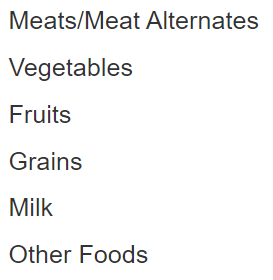 Meats/Meat Alternates
Vegetables
Fruits
Grains
Milk
Other Foods